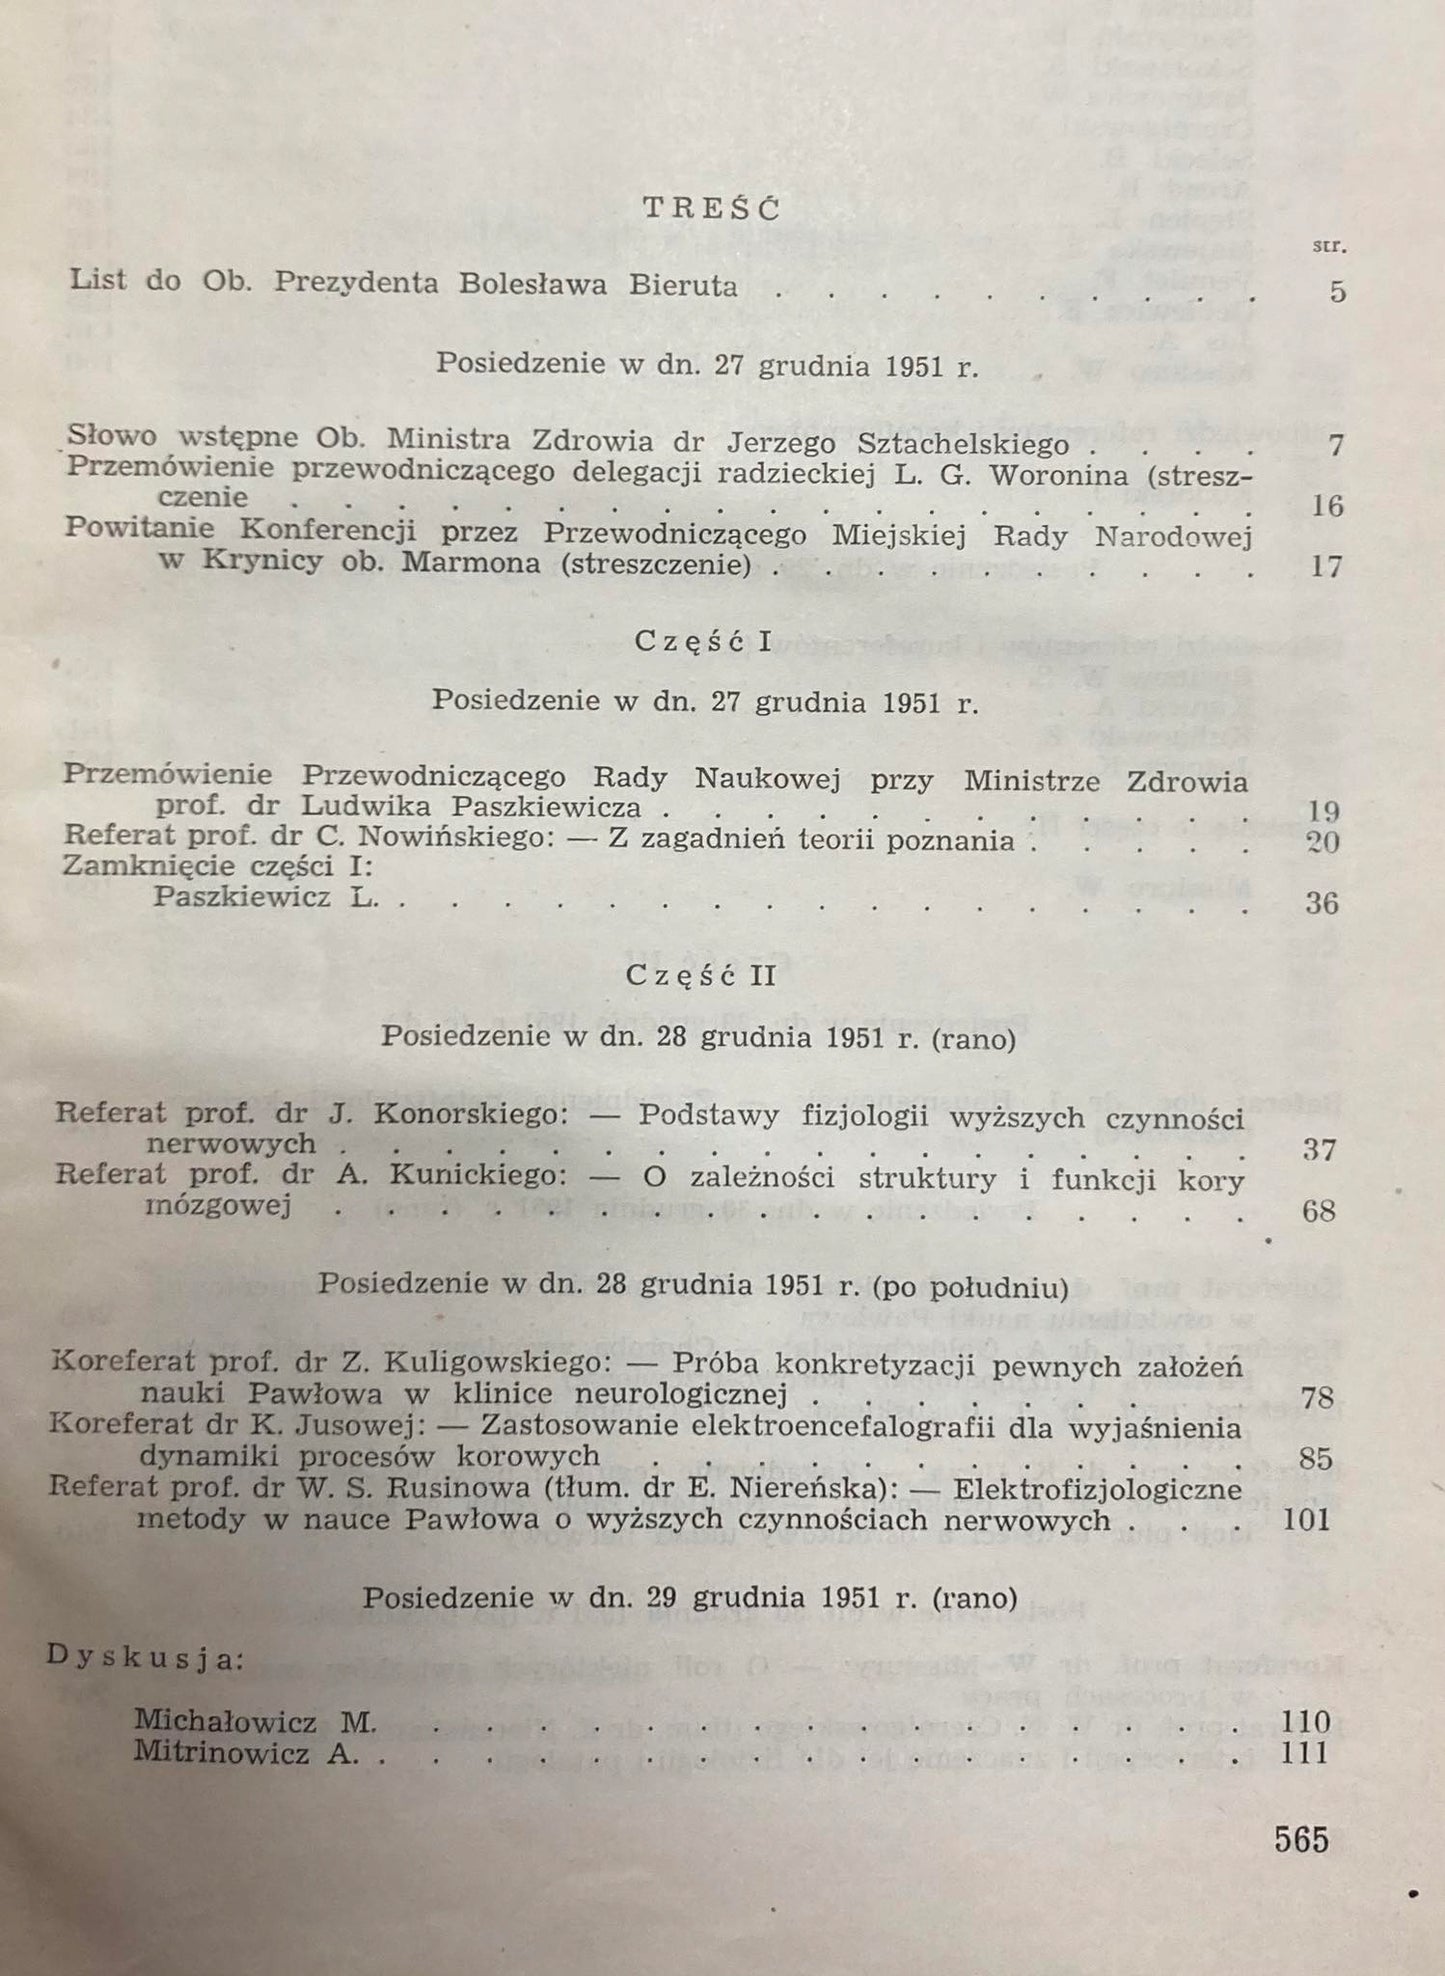 TREŚĆ
str.
List do Ob. Prezydenta Bolesława Bieruta . . . . . . . . . . 5
Posiedzenie w dn. 27 grudnia 1951 r.
Słowo wstępne Ob. Ministra Zdrowia dr Jerzego Sztachelskiego . . . . 7
Przemówienie przewodniczącego delegacji radzieckiej L. G. Woronina (stresz-
czenie . . . . . . . . . . . . . . . . . . . 16
Powitanie Konferencji przez Przewodniczącego Miejskiej Rady Narodowej
w Krynicy ob. Marmona (streszczenie) . . . . . . . . . . 17
Część I
Posiedzenie w dn. 27 grudnia 1951 r.
Przemówienie Przewodniczącego Rady Naukowej przy Ministrze Zdrowia
prof. dr Ludwika Paszkiewicza . . . . . . . . . . . . 19
Referat prof. dr C. Nowińskiego: — Z zagadnień teorii poznania . . . . . 20
Zamknięcie części I:
Paszkiewicz L. . . . . . . . . . . . . . . . . . 36
Część II
Posiedzenie w dn. 28 grudnia 1951 r. (rano)
Referat prof. dr J. Konorskiego: — Podstawy fizjologii wyższych czynności
nerwowych . . . . . . . . . . . . . . . . . . 37
Referat prof. dr A. Kunickiego: — O zależności struktury i funkcji kory
mózgowej . . . . . . . . . . . . . . . . . . 68
Posiedzenie w dn. 28 grudnia 1951 r. (po południu)
Koreferat prof. dr Z. Kuligowskiego: — Próba konkretyzacji pewnych założeń
nauki Pawłowa w klinice neurologicznej . . . . . . . . . 78
Koreferat dr K. Jusowej: — Zastosowanie elektroencefalografii dla wyjaśnienia
dynamiki procesów korowych . . . . . . . . . . . . 85
Referat prof. dr W. S. Rusinowa (tłum. dr E. Niereńska): — Elektrofizjologiczne
metody w nauce Pawłowa o wyższych czynnościach nerwowych . . . 101
Posiedzenie w dn. 29 grudnia 1951 r. (rano)
Dyskusja:
Michałowicz M. . . . . . . . . . . . . . . . . 110
Mitrinowicz A. . . . . . . . . . . . . . . . . . 111
565